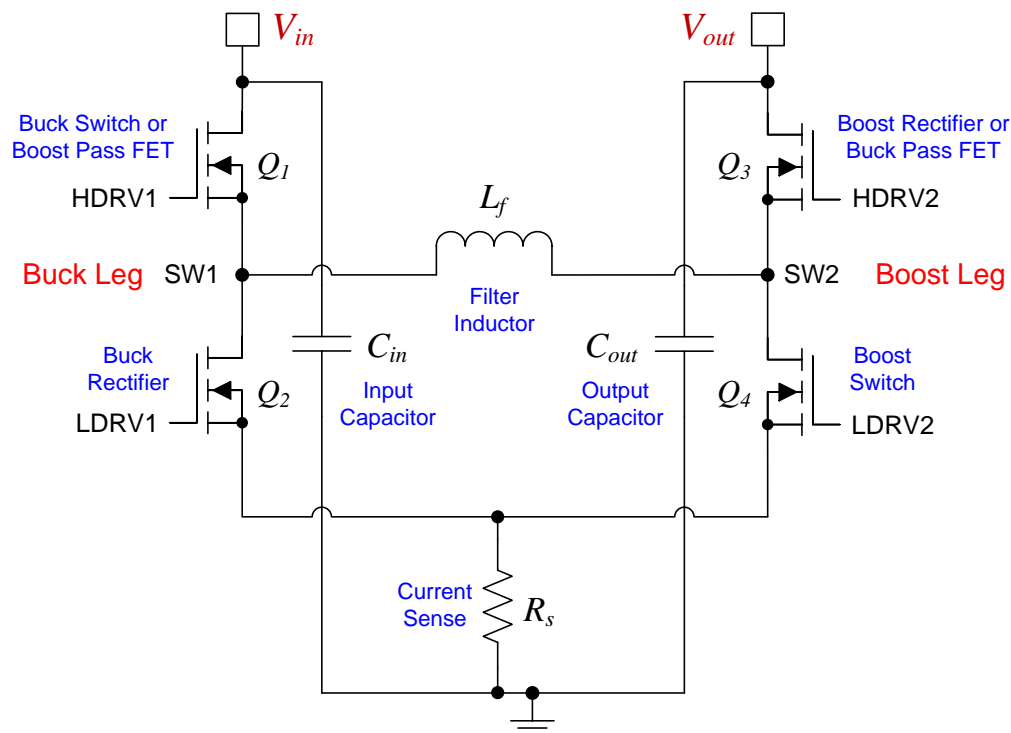 Vin
Vout
Buck Switch or
Boost Pass FET
Q1
HDRV1
Boost Rectifier or
Buck Pass FET
Q3
HDRV2
Lf
Buck Leg
SW1
SW2
Boost Leg
Filter
Inductor
Buck
Rectifier
Q2
LDRV1
Cin
Input
Capacitor
Cout
Output
Capacitor
Boost
Switch
Q4
LDRV2
Current
Sense
Rs